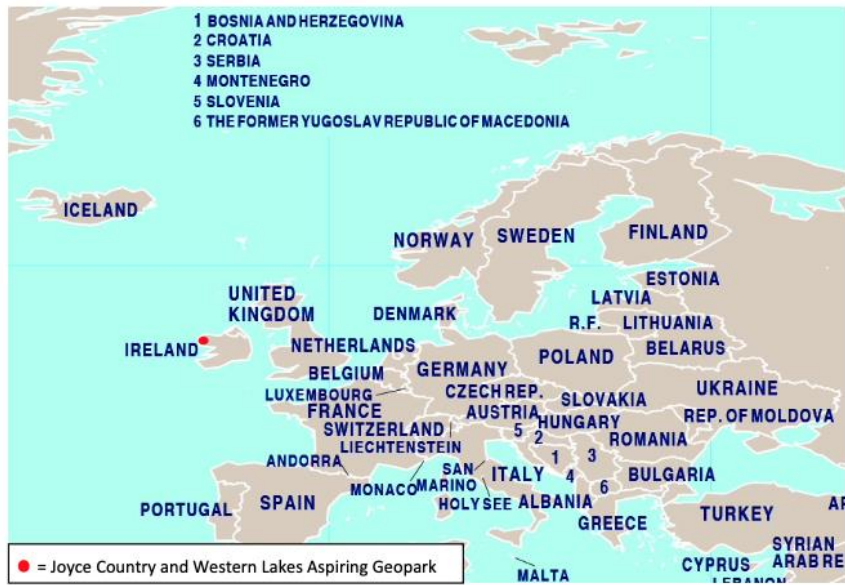 1 BOSNIA AND HERZEGOVINA
2 CROATIA
3 SERBIA
4 MONTENEGRO
5 SLOVENIA
6 THE FORMER YUGOSLAV REPUBLIC OF MACEDONIA
ICELAND
NORWAY
SWEDEN
FINLAND
ESTONIA
UNITED
KINGDOM
DENMARK
LATVIA
R.F.
LITHUANIA
IRELAND
NETHERLANDS
BELARUS
POLAND
BELGIUM
GERMANY
LUXEMBOURG
CZECH REP.
UKRAINE
SLOVAKIA
FRANCE
AUSTRIA
REP. OF MOLDOVA
SWITZERLAND
5
HUNGARY
2
ROMANIA
LIECHTENSTEIN
1
3
ANDORRA
SAN
MARINO
ITALY
4
BULGARIA
MONACO
6
PORTUGAL
SPAIN
HOLY SEE
ALBANIA
TURKEY
GREECE
SYRIAN
ARAB RE
CYPRUS
MALTA
LEBANON
AR
● = Joyce Country and Western Lakes Aspiring Geopark